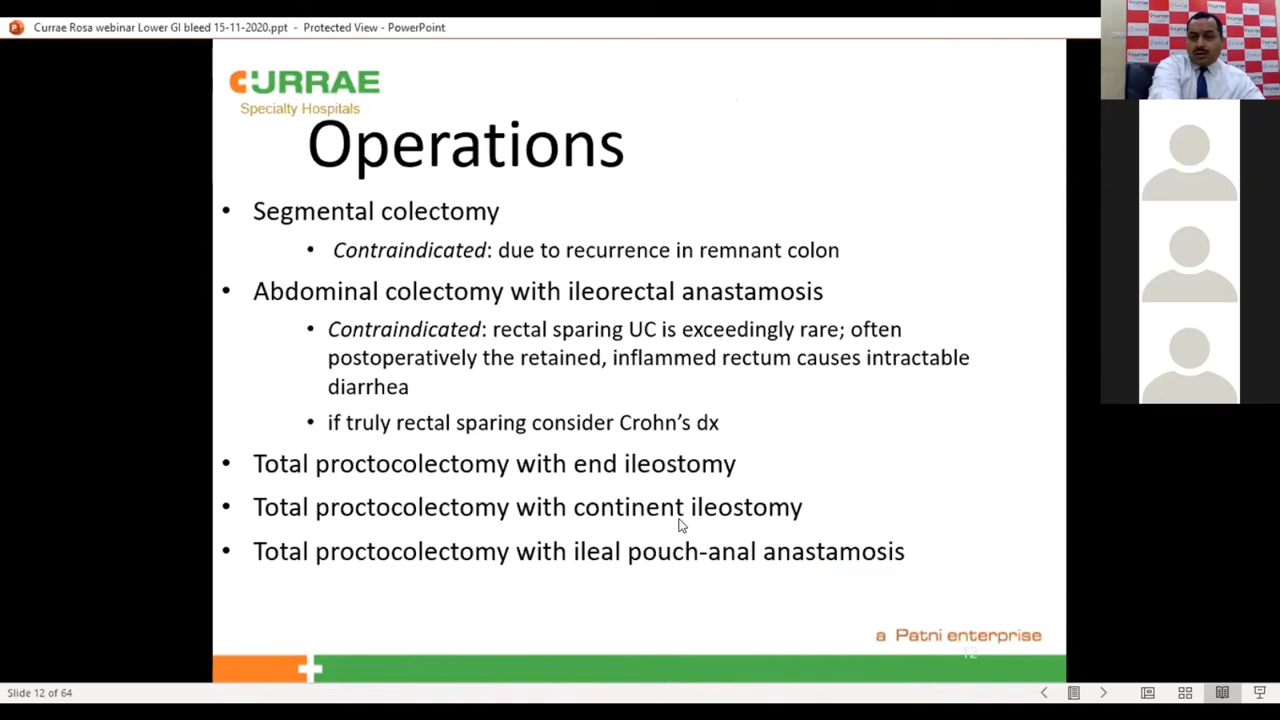 Currae Rosa webinar Lower GI bleed 15-11-2020.ppt - Protected View - PowerPoint
CURRAE
Specialty Hospitals
Operations
• Segmental colectomy
• Contraindicated: due to recurrence in remnant colon
• Abdominal colectomy with ileorectal anastamosis
• Contraindicated: rectal sparing UC is exceedingly rare; often
postoperatively the retained, inflammed rectum causes intractable
diarrhea
• if truly rectal sparing consider Crohn's dx
• Total proctocolectomy with end ileostomy
• Total proctocolectomy with continent ileostomy
• Total proctocolectomy with ileal pouch-anal anastamosis
a Patni enterprise
12
Slide 12 of 64